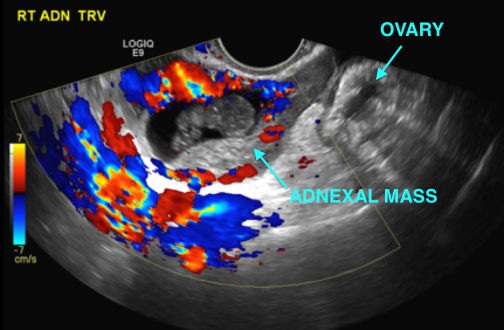 RT ADN TRV
OVARY
LOGIQ
E9
7
ADNEXAL MASS
-7
cm/s